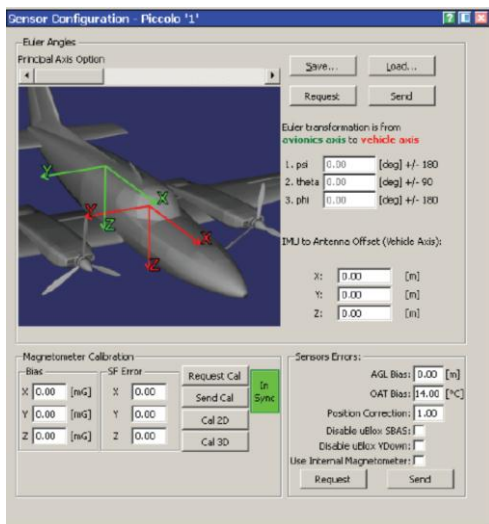 Sensor Configuration - Piccolo '1'
Euler Angles
Principal Axis Option
Save...
Load...
Request
Send
Euler transformation is from
avionics axis to vehicle axis
1. psi 0.00 [deg] +/- 180
2. theta 0.00 [deg] +/- 90
3. phi 0.00 [deg] +/- 180
Y
X
Z
Y
X
Z
IMU to Antenna Offset (Vehicle Axis):
X: 0.00 [m]
Y: 0.00 [m]
Z: 0.00 [m]
Magnetometer Calibration
Bias
X 0.00 [mG]
Y 0.00 [mG]
Z 0.00 [mG]
SF Error
X 0.00
Y 0.00
Z 0.00
Request Cal
Send Cal
Cal 2D
Cal 3D
In
Sync
Sensors Errors:
AGL Bias: 0.00 [m]
OAT Bias: 14.00 [°C]
Position Correction: 1.00
Disable uBlox SBAS:
Disable uBlox YDown:
Use Internal Magnetometer:
Request
Send